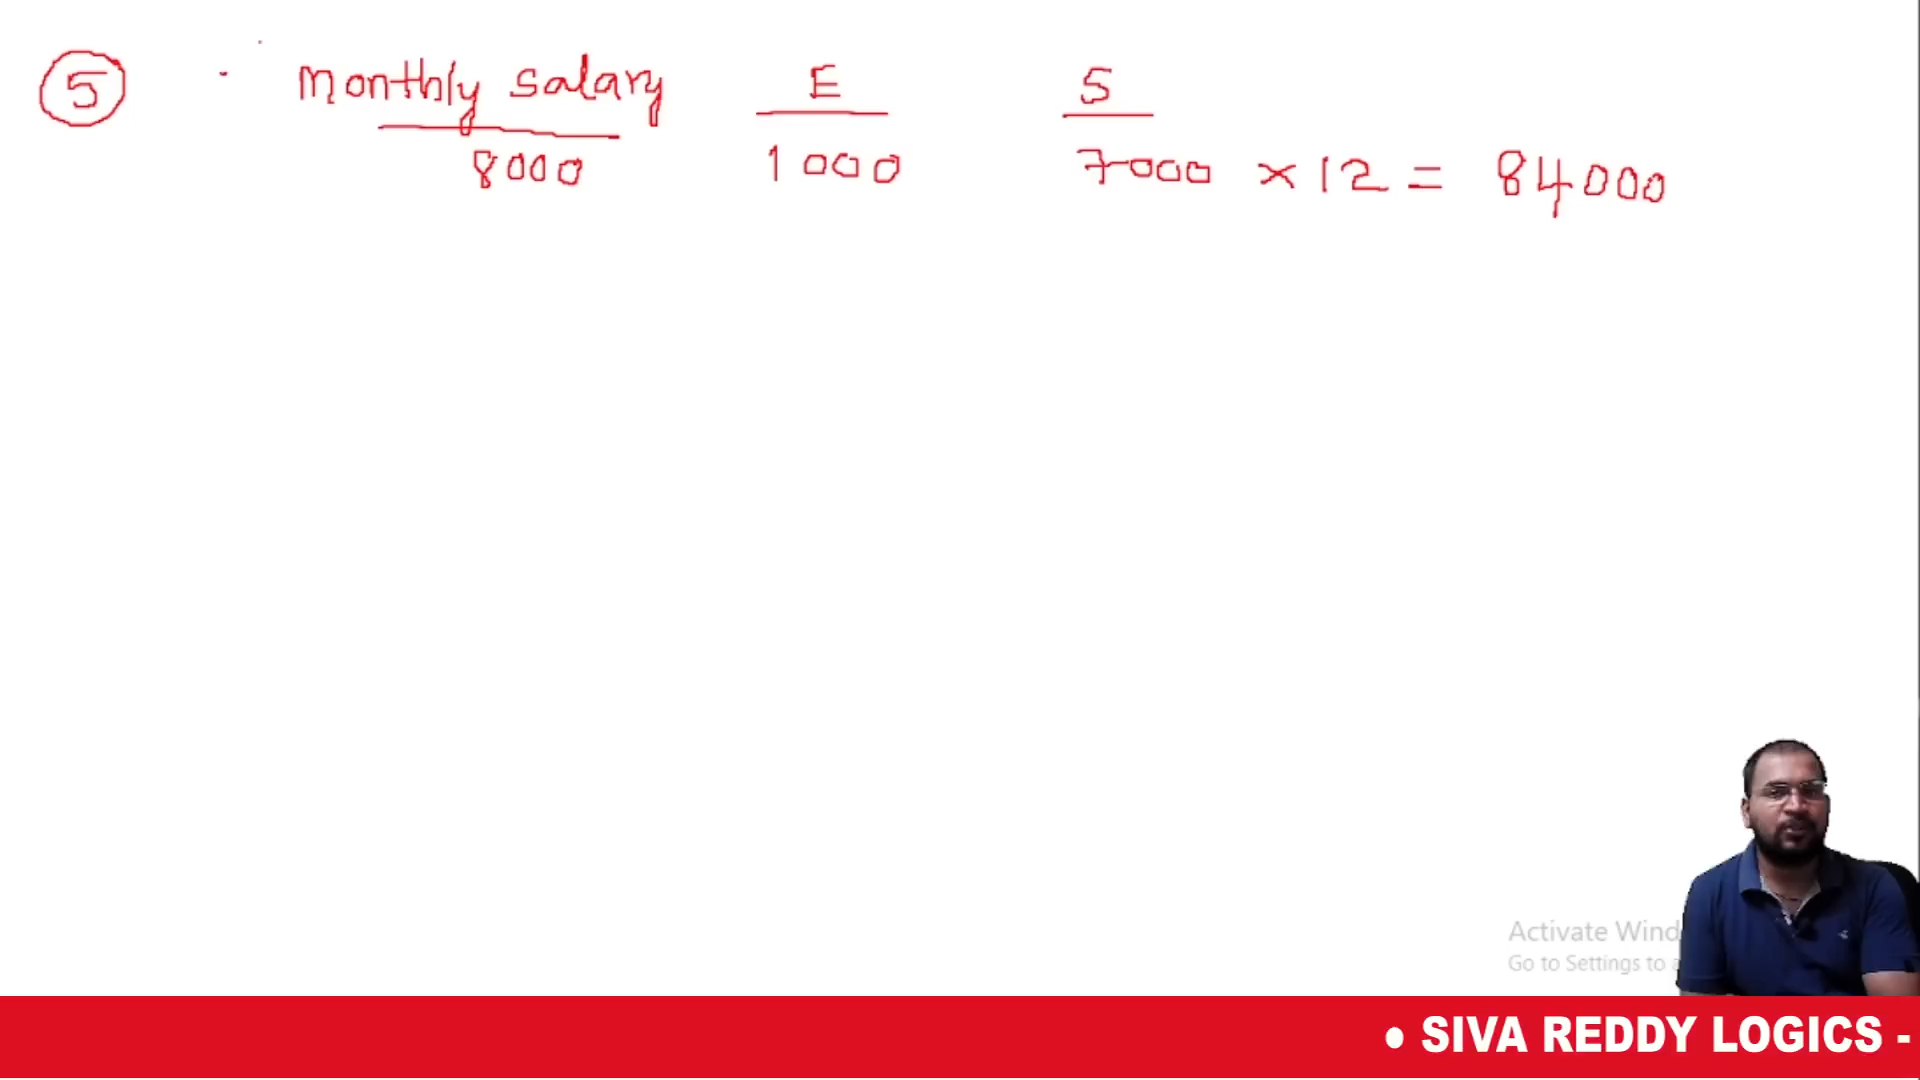 5 Monthly salary E S
8000 1000 7000 × 12 = 84000
Activate Wind
Go to Settings to
• SIVA REDDY LOGICS -